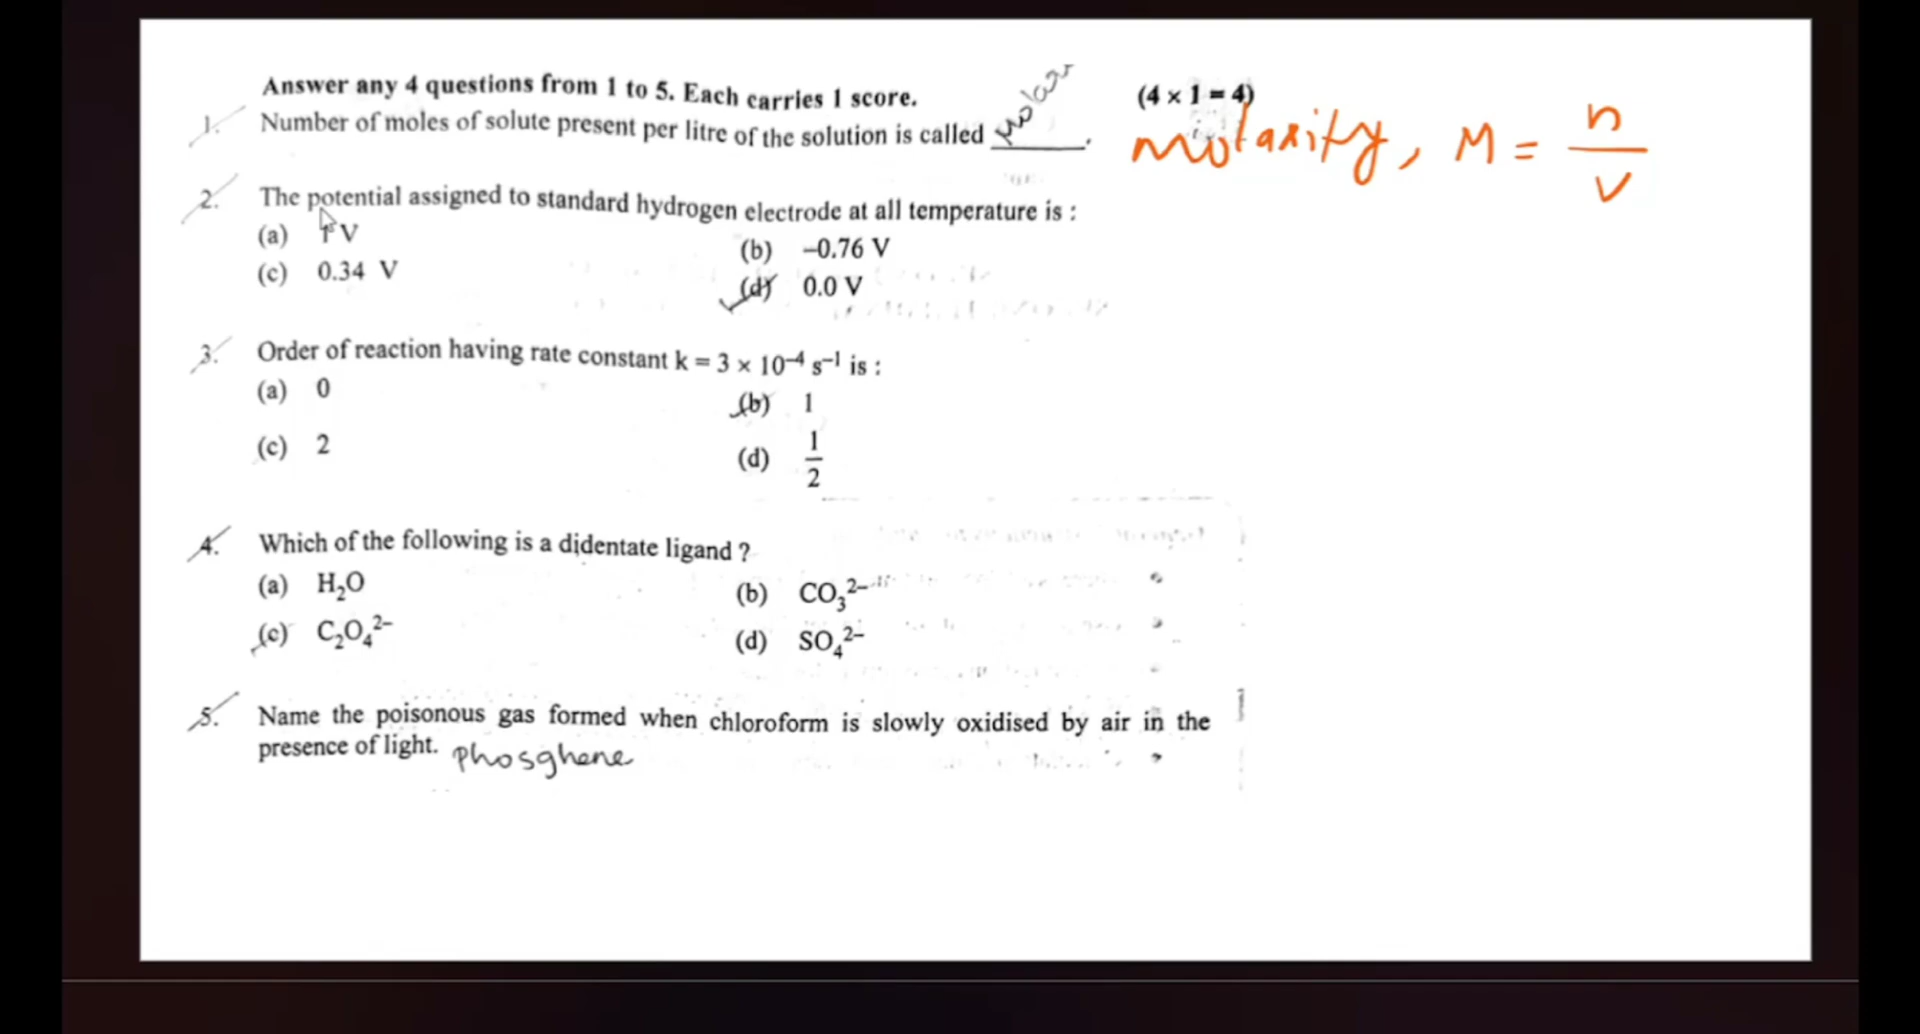 Answer any 4 questions from 1 to 5. Each carries 1 score. (4 × 1 = 4)
1. Number of moles of solute present per litre of the solution is called molar.
molarity, M = n/v
2. The potential assigned to standard hydrogen electrode at all temperature is :
(a) 1 V (b) –0.76 V
(c) 0.34 V (d) 0.0 V
3. Order of reaction having rate constant k = 3 × 10⁻⁴ s⁻¹ is :
(a) 0 (b) 1
(c) 2 (d) 1/2
4. Which of the following is a didentate ligand ?
(a) H₂O (b) CO₃²⁻
(c) C₂O₄²⁻ (d) SO₄²⁻
5. Name the poisonous gas formed when chloroform is slowly oxidised by air in the
presence of light. Phosghene